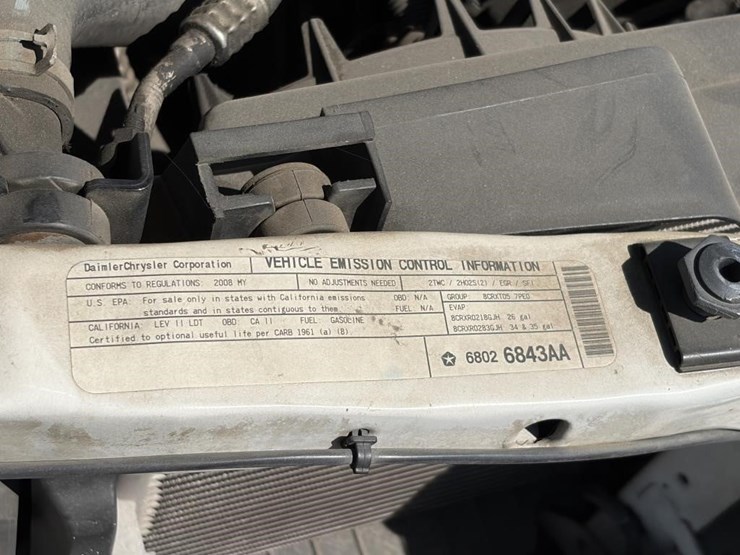 DaimlerChrysler Corporation VEHICLE EMISSION CONTROL INFORMATION
CONFORMS TO REGULATIONS: 2008 MY NO ADJUSTMENTS NEEDED 2TWC / 2HO2S(2) / EGR / SFI
U.S. EPA: For sale only in states with California emissions OBD: N/A
standards and in states contiguous to them. FUEL: N/A
CALIFORNIA: LEV II LDT OBD: CA II FUEL: GASOLINE
Certified to optional useful life per CARB 1961 (a) (8).
GROUP: 8CRXT05.7PE0
EVAP:
8CRXR0218GJH 26 gal
8CRXR0283GJH 34 & 35 gal
6802 6843AA